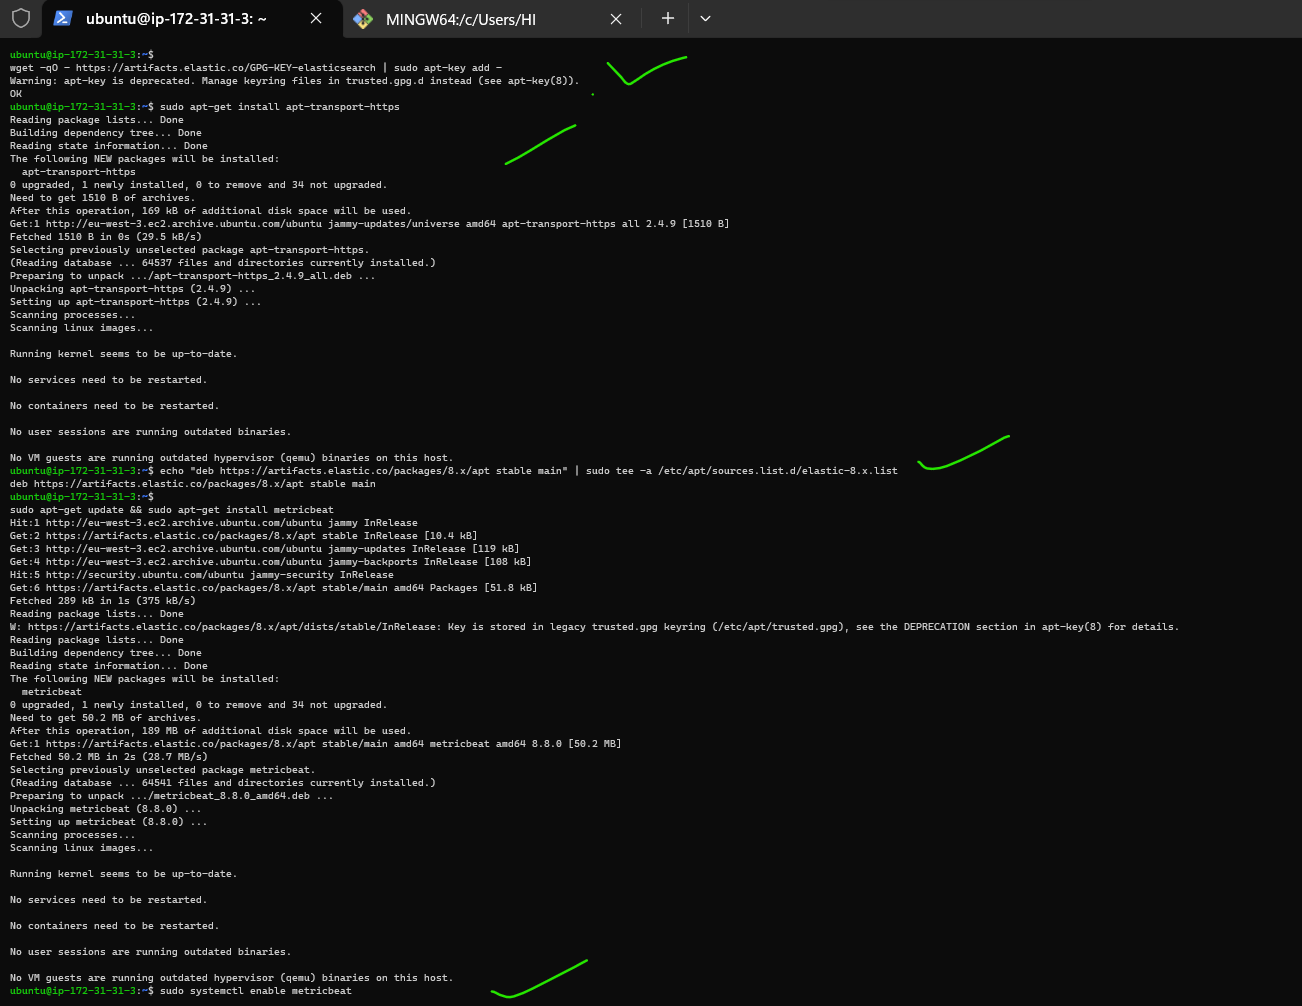 ubuntu@ip-172-31-31-3: ~
MINGW64:/c/Users/HI
ubuntu@ip-172-31-31-3:~$
wget -qO - https://artifacts.elastic.co/GPG-KEY-elasticsearch | sudo apt-key add -
Warning: apt-key is deprecated. Manage keyring files in trusted.gpg.d instead (see apt-key(8)).
OK
ubuntu@ip-172-31-31-3:~$ sudo apt-get install apt-transport-https
Reading package lists... Done
Building dependency tree... Done
Reading state information... Done
The following NEW packages will be installed:
  apt-transport-https
0 upgraded, 1 newly installed, 0 to remove and 34 not upgraded.
Need to get 1510 B of archives.
After this operation, 169 kB of additional disk space will be used.
Get:1 http://eu-west-3.ec2.archive.ubuntu.com/ubuntu jammy-updates/universe amd64 apt-transport-https all 2.4.9 [1510 B]
Fetched 1510 B in 0s (29.5 kB/s)
Selecting previously unselected package apt-transport-https.
(Reading database ... 64537 files and directories currently installed.)
Preparing to unpack .../apt-transport-https_2.4.9_all.deb ...
Unpacking apt-transport-https (2.4.9) ...
Setting up apt-transport-https (2.4.9) ...
Scanning processes...
Scanning linux images...
Running kernel seems to be up-to-date.
No services need to be restarted.
No containers need to be restarted.
No user sessions are running outdated binaries.
No VM guests are running outdated hypervisor (qemu) binaries on this host.
ubuntu@ip-172-31-31-3:~$ echo "deb https://artifacts.elastic.co/packages/8.x/apt stable main" | sudo tee -a /etc/apt/sources.list.d/elastic-8.x.list
deb https://artifacts.elastic.co/packages/8.x/apt stable main
ubuntu@ip-172-31-31-3:~$
sudo apt-get update && sudo apt-get install metricbeat
Hit:1 http://eu-west-3.ec2.archive.ubuntu.com/ubuntu jammy InRelease
Get:2 https://artifacts.elastic.co/packages/8.x/apt stable InRelease [10.4 kB]
Get:3 http://eu-west-3.ec2.archive.ubuntu.com/ubuntu jammy-updates InRelease [119 kB]
Get:4 http://eu-west-3.ec2.archive.ubuntu.com/ubuntu jammy-backports InRelease [108 kB]
Hit:5 http://security.ubuntu.com/ubuntu jammy-security InRelease
Get:6 https://artifacts.elastic.co/packages/8.x/apt stable/main amd64 Packages [51.8 kB]
Fetched 289 kB in 1s (375 kB/s)
Reading package lists... Done
W: https://artifacts.elastic.co/packages/8.x/apt/dists/stable/InRelease: Key is stored in legacy trusted.gpg keyring (/etc/apt/trusted.gpg), see the DEPRECATION section in apt-key(8) for details.
Reading package lists... Done
Building dependency tree... Done
Reading state information... Done
The following NEW packages will be installed:
  metricbeat
0 upgraded, 1 newly installed, 0 to remove and 34 not upgraded.
Need to get 50.2 MB of archives.
After this operation, 189 MB of additional disk space will be used.
Get:1 https://artifacts.elastic.co/packages/8.x/apt stable/main amd64 metricbeat amd64 8.8.0 [50.2 MB]
Fetched 50.2 MB in 2s (28.7 MB/s)
Selecting previously unselected package metricbeat.
(Reading database ... 64541 files and directories currently installed.)
Preparing to unpack .../metricbeat_8.8.0_amd64.deb ...
Unpacking metricbeat (8.8.0) ...
Setting up metricbeat (8.8.0) ...
Scanning processes...
Scanning linux images...
Running kernel seems to be up-to-date.
No services need to be restarted.
No containers need to be restarted.
No user sessions are running outdated binaries.
No VM guests are running outdated hypervisor (qemu) binaries on this host.
ubuntu@ip-172-31-31-3:~$ sudo systemctl enable metricbeat